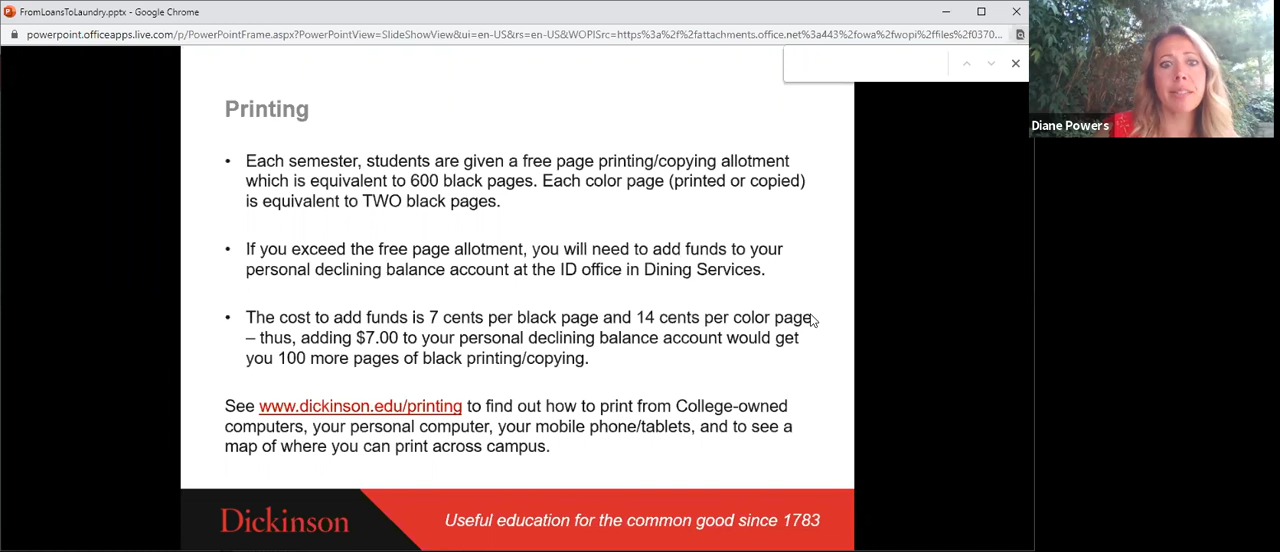 FromLoansToLaundry.pptx - Google Chrome
powerpoint.officeapps.live.com/p/PowerPointFrame.aspx?PowerPointView=SlideShowView&ui=en-US&rs=en-US&WOPISrc=https%3a%2f%2fattachments.office.net%3a443%2fowa%2fwopi%2ffiles%2f0370...
Diane Powers
Printing
• Each semester, students are given a free page printing/copying allotment
which is equivalent to 600 black pages. Each color page (printed or copied)
is equivalent to TWO black pages.
• If you exceed the free page allotment, you will need to add funds to your
personal declining balance account at the ID office in Dining Services.
• The cost to add funds is 7 cents per black page and 14 cents per color page
– thus, adding $7.00 to your personal declining balance account would get
you 100 more pages of black printing/copying.
See www.dickinson.edu/printing to find out how to print from College-owned
computers, your personal computer, your mobile phone/tablets, and to see a
map of where you can print across campus.
Dickinson
Useful education for the common good since 1783